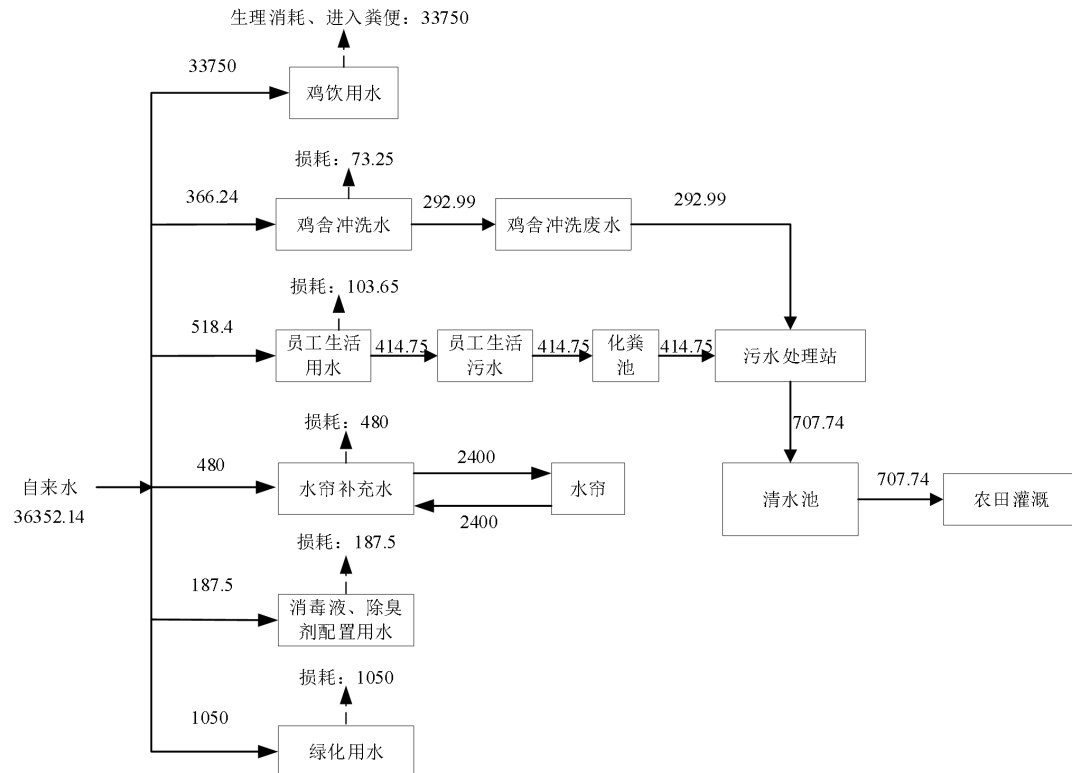 生理消耗、进入粪便：33750
33750
鸡饮用水
损耗：73.25
366.24
鸡舍冲洗水
292.99
鸡舍冲洗废水
292.99
损耗：103.65
518.4
员工生活
用水
414.75
员工生活
污水
414.75
化粪
池
414.75
污水处理站
707.74
损耗：480
480
水帘补充水
2400
2400
水帘
清水池
707.74
农田灌溉
自来水
36352.14
损耗：187.5
187.5
消毒液、除臭
剂配置用水
损耗：1050
1050
绿化用水